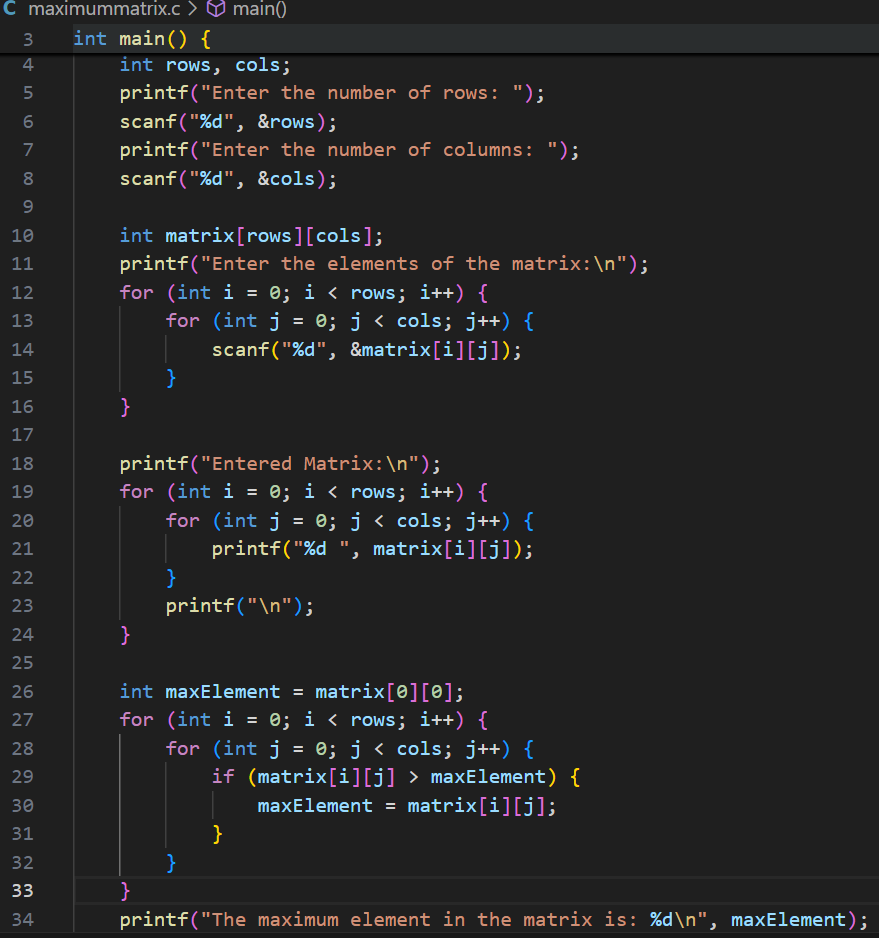 C maximummatrix.c > main()
3 int main() {
4 int rows, cols;
5 printf("Enter the number of rows: ");
6 scanf("%d", &rows);
7 printf("Enter the number of columns: ");
8 scanf("%d", &cols);
9
10 int matrix[rows][cols];
11 printf("Enter the elements of the matrix:\n");
12 for (int i = 0; i < rows; i++) {
13 for (int j = 0; j < cols; j++) {
14 scanf("%d", &matrix[i][j]);
15 }
16 }
17
18 printf("Entered Matrix:\n");
19 for (int i = 0; i < rows; i++) {
20 for (int j = 0; j < cols; j++) {
21 printf("%d ", matrix[i][j]);
22 }
23 printf("\n");
24 }
25
26 int maxElement = matrix[0][0];
27 for (int i = 0; i < rows; i++) {
28 for (int j = 0; j < cols; j++) {
29 if (matrix[i][j] > maxElement) {
30 maxElement = matrix[i][j];
31 }
32 }
33 }
34 printf("The maximum element in the matrix is: %d\n", maxElement);